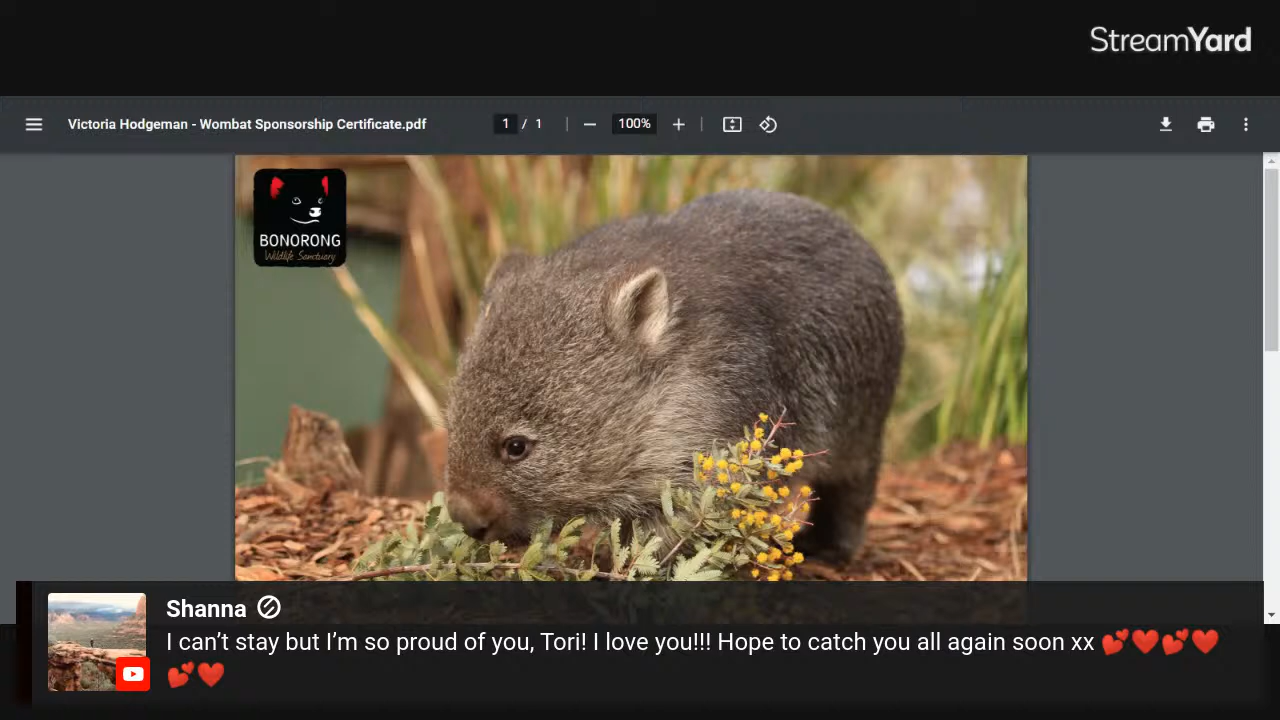 StreamYard
Victoria Hodgeman - Wombat Sponsorship Certificate.pdf
1 / 1
100%
BONORONG
Wildlife Sanctuary
Shanna
I can’t stay but I’m so proud of you, Tori! I love you!!! Hope to catch you all again soon xx 💕❤️💕❤️
💕❤️